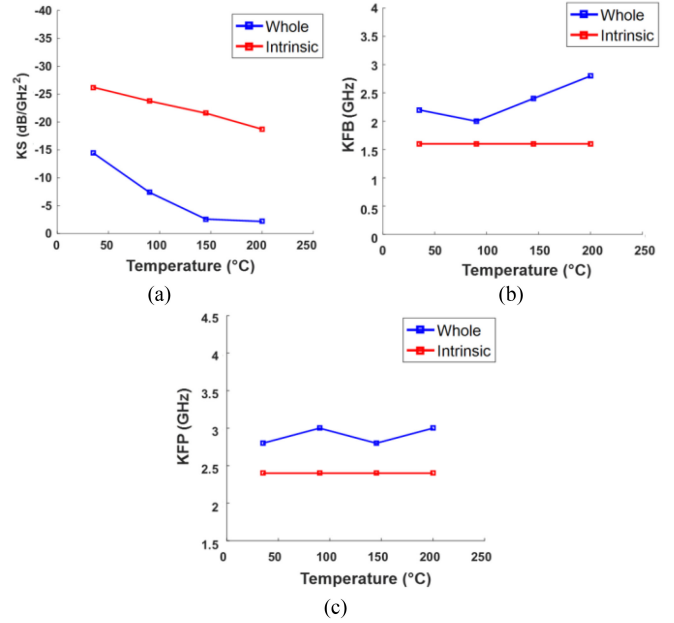 -40
-35
-30
-25
-20
-15
-10
-5
0
KS (dB/GHz²)
Whole
Intrinsic
0 50 100 150 200 250
Temperature (°C)
(a)
4
3.5
3
2.5
2
1.5
1
0.5
0
KFB (GHz)
Whole
Intrinsic
0 50 100 150 200 250
Temperature (°C)
(b)
4.5
4
3.5
3
2.5
2
1.5
KFP (GHz)
Whole
Intrinsic
0 50 100 150 200 250
Temperature (°C)
(c)